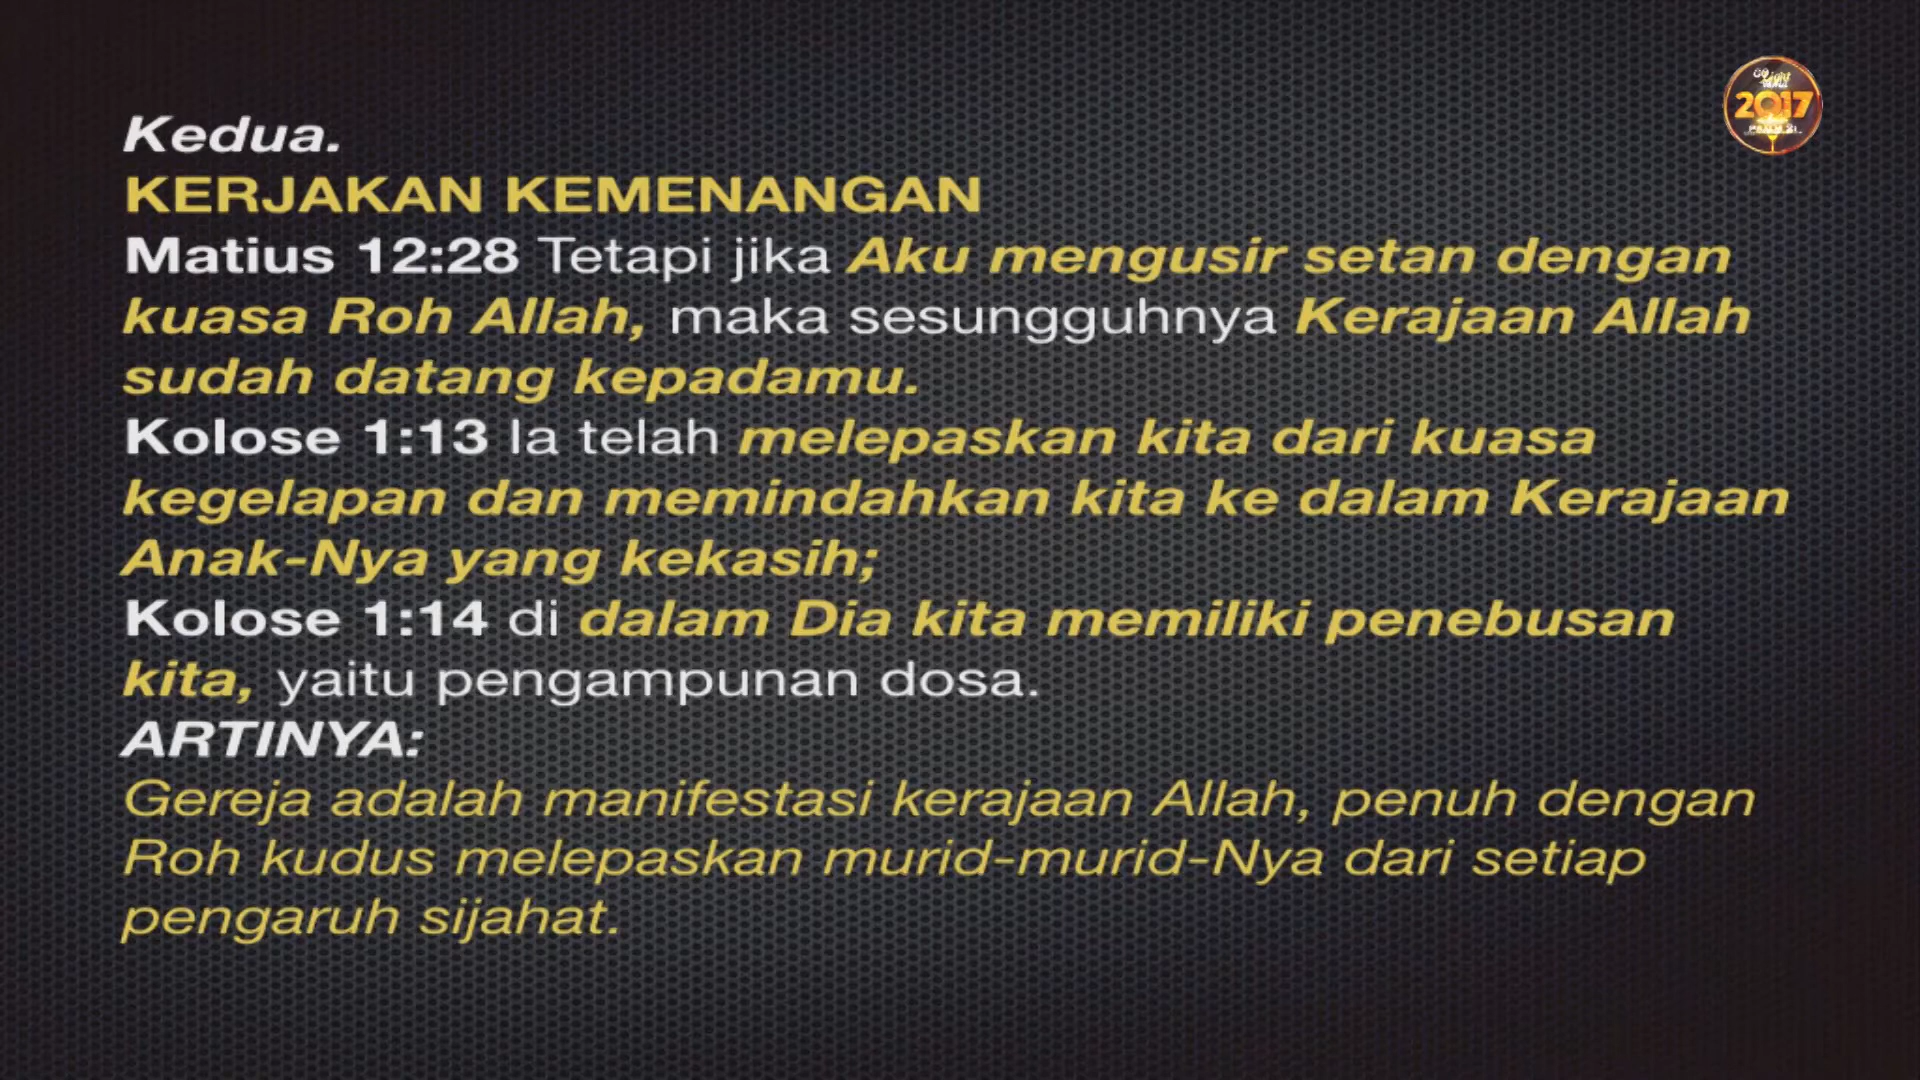 Kedua.
KERJAKAN KEMENANGAN
Matius 12:28 Tetapi jika Aku mengusir setan dengan
kuasa Roh Allah, maka sesungguhnya Kerajaan Allah
sudah datang kepadamu.
Kolose 1:13 Ia telah melepaskan kita dari kuasa
kegelapan dan memindahkan kita ke dalam Kerajaan
Anak-Nya yang kekasih;
Kolose 1:14 di dalam Dia kita memiliki penebusan
kita, yaitu pengampunan dosa.
ARTINYA:
Gereja adalah manifestasi kerajaan Allah, penuh dengan
Roh kudus melepaskan murid-murid-Nya dari setiap
pengaruh sijahat.
2017